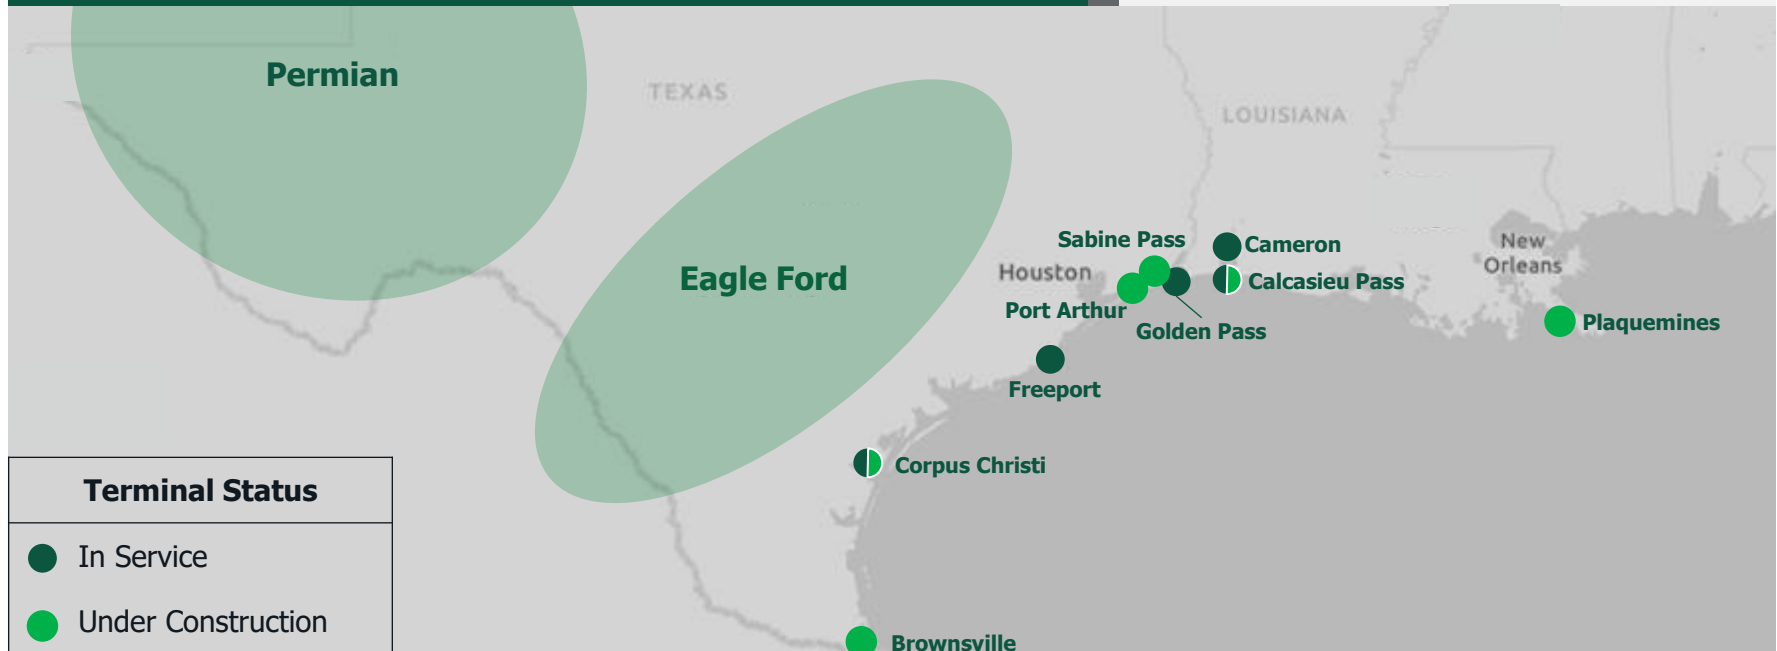 Permian
TEXAS
LOUISIANA
Sabine Pass
Cameron
New
Orleans
Houston
Eagle Ford
Calcasieu Pass
Port Arthur
Golden Pass
Plaquemines
Freeport
Corpus Christi
Terminal Status
In Service
Under Construction
Brownsville